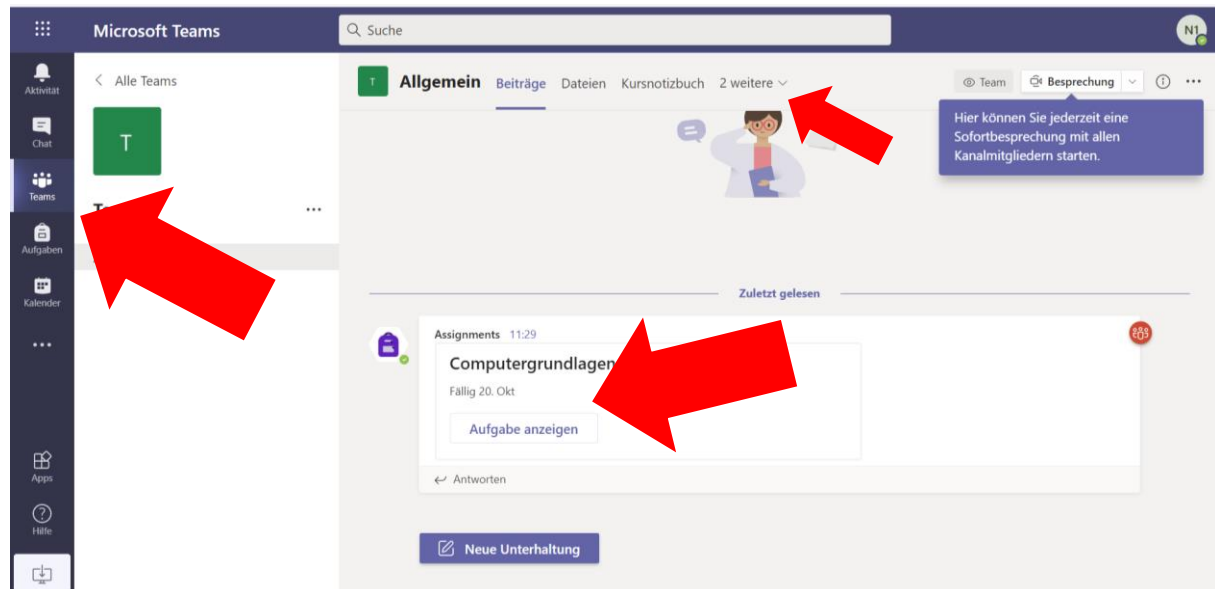 Microsoft Teams
Suche
N1
Aktivität
Chat
Teams
Aufgaben
Kalender
Apps
Hilfe
Alle Teams
T
T
Allgemein Beiträge Dateien Kursnotizbuch 2 weitere
Team
Besprechung
Hier können Sie jederzeit eine
Sofortbesprechung mit allen
Kanalmitgliedern starten.
Zuletzt gelesen
Assignments 11:29
Computergrundlagen
Fällig 20. Okt
Aufgabe anzeigen
Antworten
Neue Unterhaltung